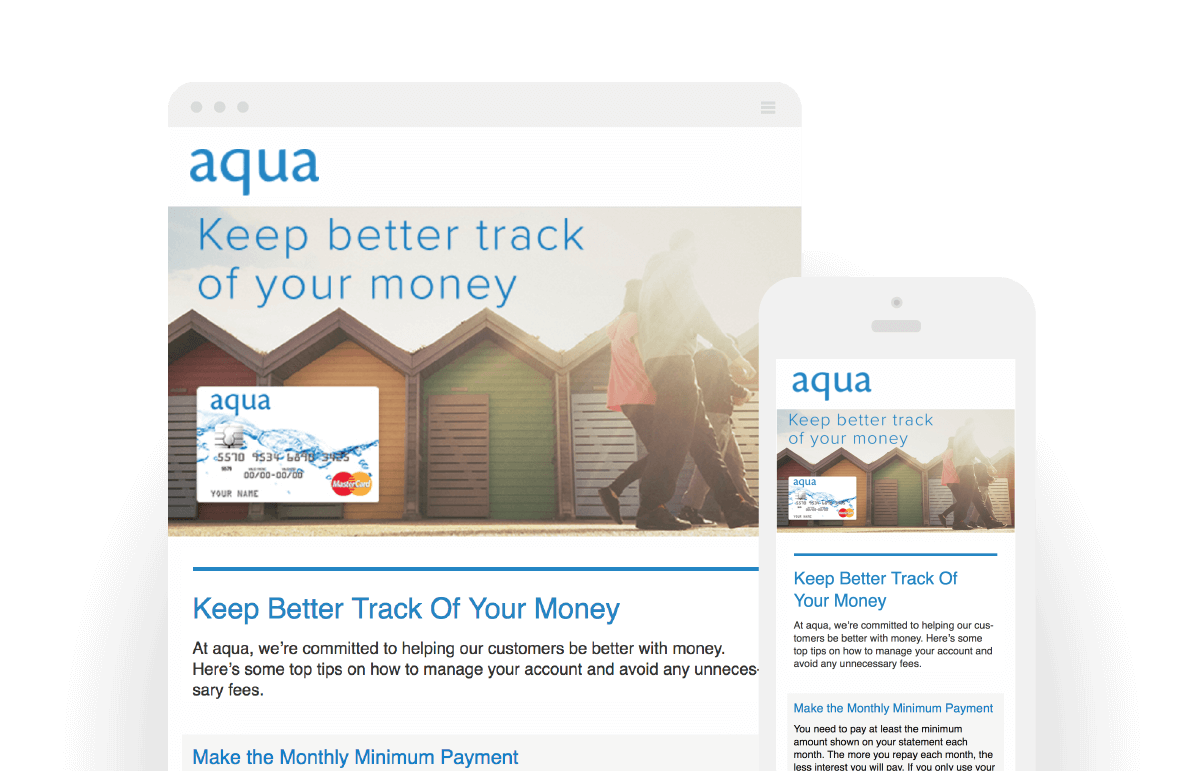 aqua
Keep better track
of your money
aqua
5570
00/00-00/00
YOUR NAME
MasterCard
Keep Better Track Of Your Money
At aqua, we’re committed to helping our customers be better with money.
Here’s some top tips on how to manage your account and avoid any unneces-
sary fees.
Make the Monthly Minimum Payment
aqua
Keep better track
of your money
aqua
Keep Better Track Of
Your Money
At aqua, we’re committed to helping our cus-
tomers be better with money. Here’s some
top tips on how to manage your account and
avoid any unnecessary fees.
Make the Monthly Minimum Payment
You need to pay at least the minimum
amount shown on your statement each
month. The more you repay each month, the
less interest you will pay. If you only use your